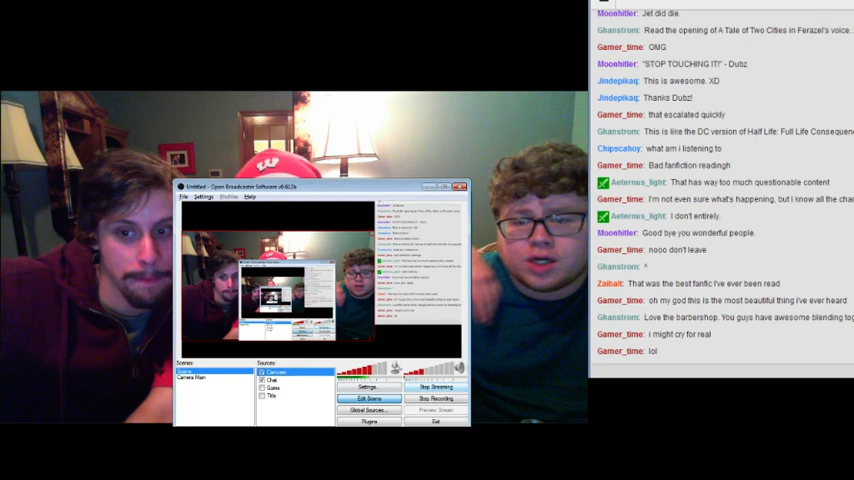 Moonhitler: Jet did die.
Ghanstrom: Read the opening of A Tale of Two Cities in Ferazel's voice.
Gamer_time: OMG
Moonhitler: "STOP TOUCHING IT!" - Dubz
Jindepikaq: This is awesome. XD
Jindepikaq: Thanks Dubz!
Gamer_time: that escalated quickly
Ghanstrom: This is like the DC version of Half Life: Full Life Consequenc
Chipscahoy: what am i listening to
Gamer_time: Bad fanfiction readingh
Aeternus_light: That has way too much questionable content
Gamer_time: I'm not even sure what's happening, but I know all the char
Aeternus_light: I don't entirely.
Moonhitler: Good bye you wonderful people.
Gamer_time: nooo don't leave
Ghanstrom: ^
Zaibalt: That was the best fanfic I've ever been read
Gamer_time: oh my god this is the most beautiful thing i've ever heard
Ghanstrom: Love the barbershop. You guys have awesome blending tog
Gamer_time: i might cry for real
Gamer_time: lol
Untitled - Open Broadcaster Software v0.612b
File Settings Profiles Help
Scenes
Scene
Camera Main
Sources
Camcam
Chat
Game
Title
Settings...
Stop Streaming
Edit Scene
Stop Recording
Global Sources...
Preview Stream
Plugins
Exit